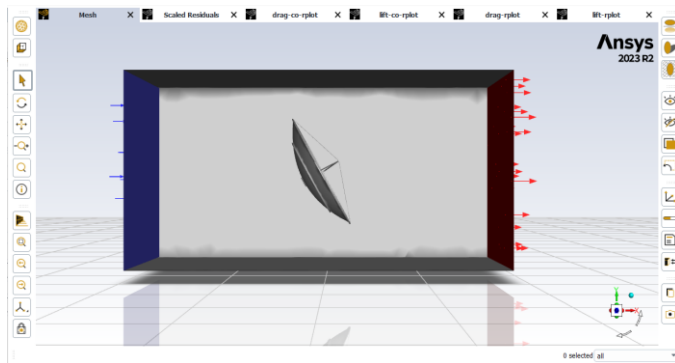 Mesh Scaled Residuals drag-co-rplot lift-co-rplot drag-rplot lift-rplot
Ansys
2023 R2
0 selected all